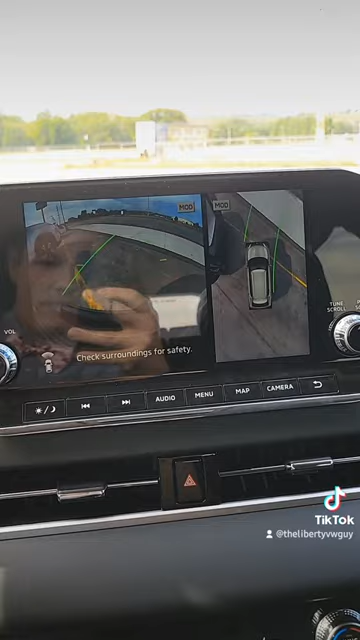 MOD
MOD
VOL
TUNE
SCROLL
Check surroundings for safety.
AUDIO
MENU
MAP
CAMERA
TikTok
@thelibertyvwguy